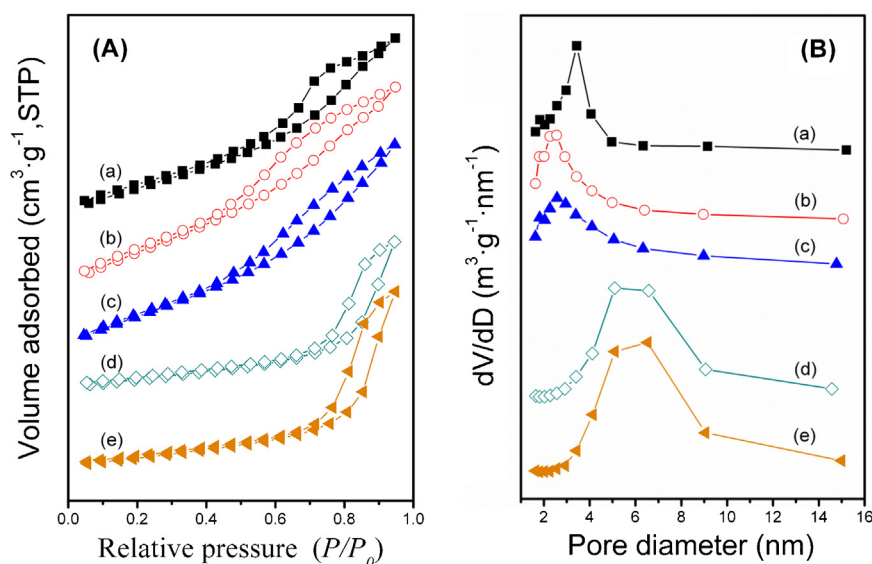 (A)
(a)
(b)
(c)
(d)
(e)
Volume adsorbed (cm³·g⁻¹,STP)
0.0 0.2 0.4 0.6 0.8 1.0
Relative pressure (P/P₀)
(B)
(a)
(b)
(c)
(d)
(e)
dV/dD (m³·g⁻¹·nm⁻¹)
2 4 6 8 10 12 14 16
Pore diameter (nm)